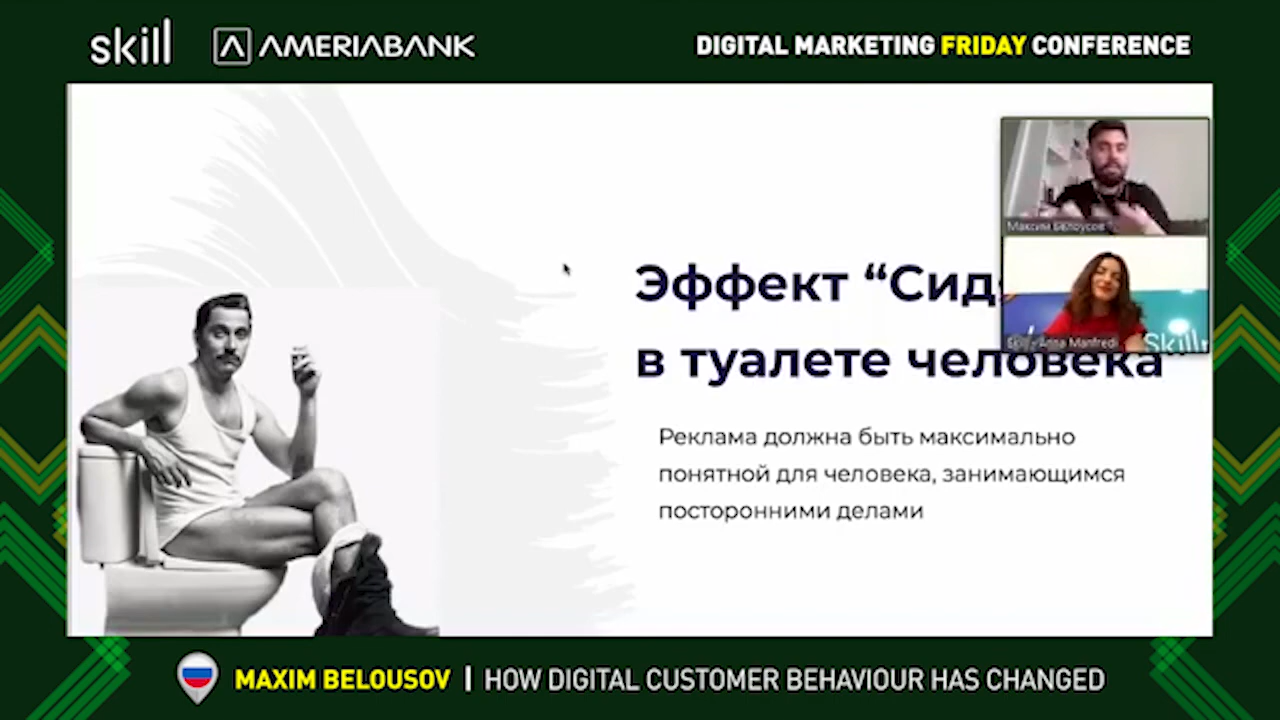 skill AMERIABANK
DIGITAL MARKETING FRIDAY CONFERENCE
Максим Белоусов
Эффект “Сид
Anna Manfredi
Skill
в туалете человека
Реклама должна быть максимально
понятной для человека, занимающимся
посторонними делами
MAXIM BELOUSOV | HOW DIGITAL CUSTOMER BEHAVIOUR HAS CHANGED